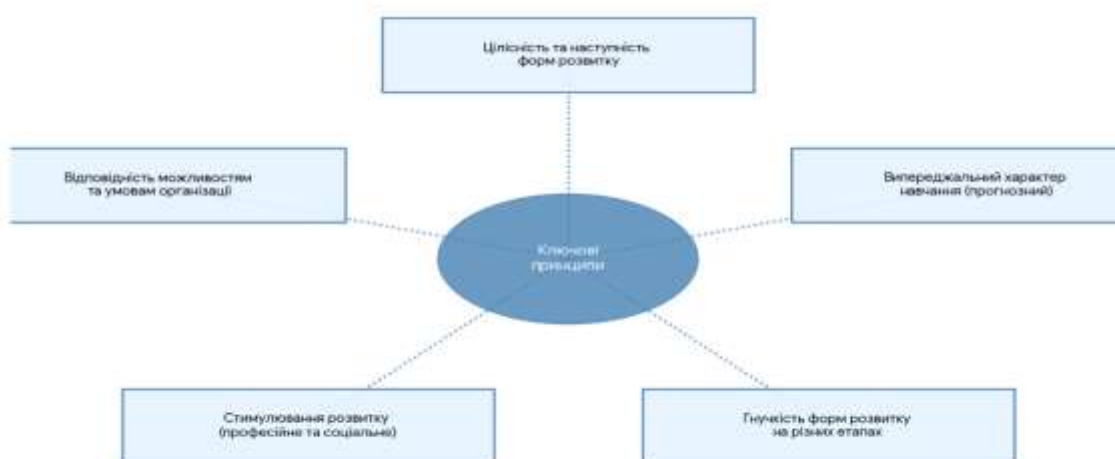 Цілісність та наступність
форм розвитку
Відповідність можливостям
та умовам організації
Випереджальний характер
навчання (прогнозний)
Ключові
принципи
Стимулювання розвитку
(професійне та соціальне)
Гнучкість форм розвитку
на різних етапах